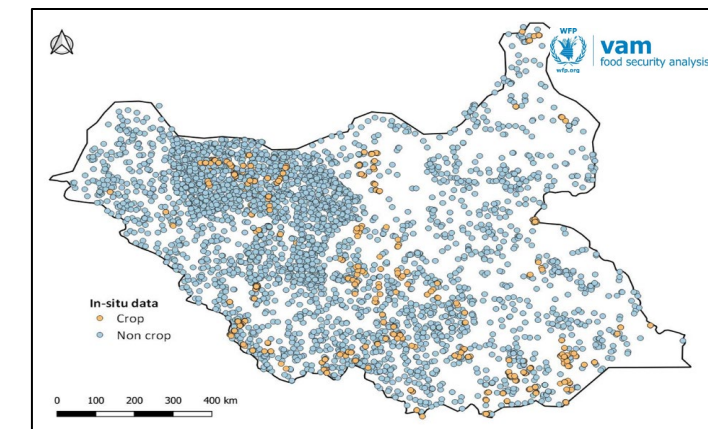 WFP
wfp.org
vam
food security analysis
In-situ data
Crop
Non crop
0 100 200 300 400 km